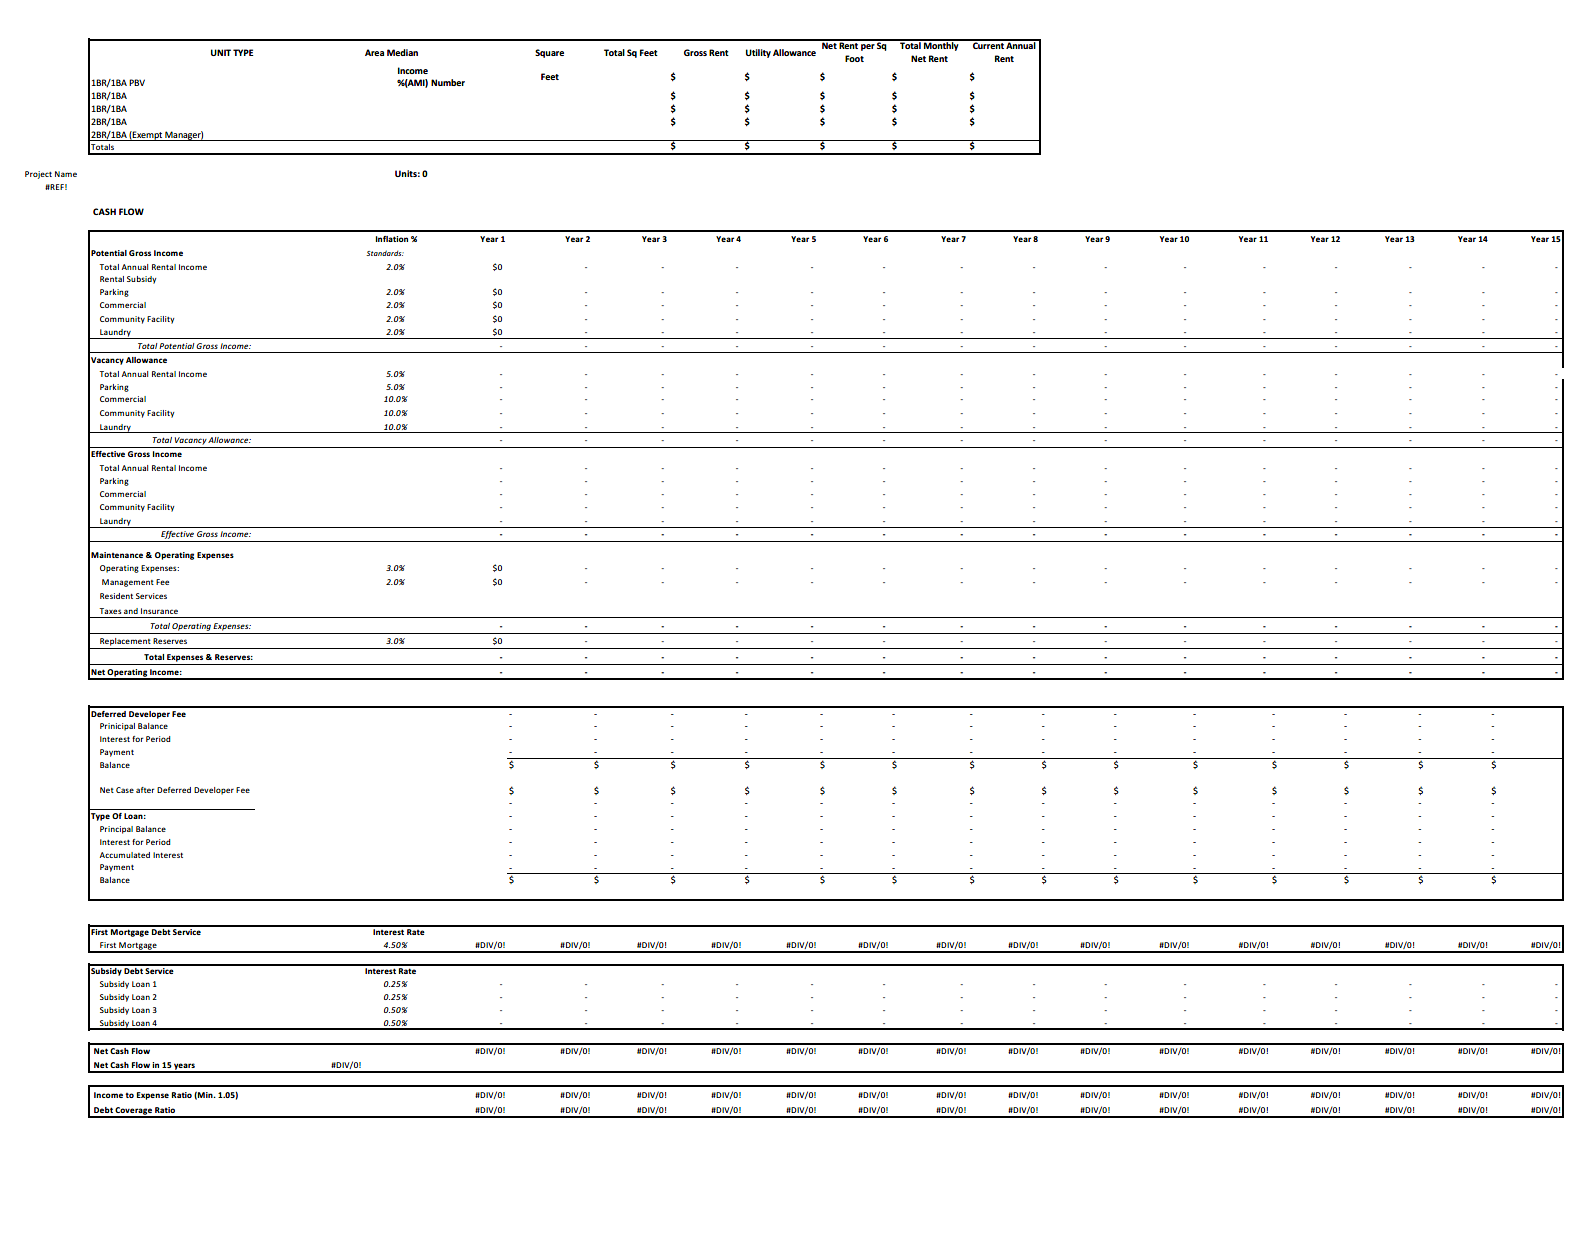 UNIT TYPE Area Median Square Total Sq Feet Gross Rent Utility Allowance Net Rent per Sq Total Monthly Current Annual
Foot Net Rent Rent
Income Feet
1BR/1BA PBV %(AMI) Number $ $ $ $ $
1BR/1BA $ $ $ $ $
1BR/1BA $ $ $ $ $
2BR/1BA $ $ $ $ $
2BR/1BA (Exempt Manager)
Totals $ $ $ $ $
Project Name Units: 0
#REF!
CASH FLOW
Inflation % Year 1 Year 2 Year 3 Year 4 Year 5 Year 6 Year 7 Year 8 Year 9 Year 10 Year 11 Year 12 Year 13 Year 14 Year 15
Potential Gross Income Standards:
Total Annual Rental Income 2.0% $0 - - - - - - - - - - - - - -
Rental Subsidy
Parking 2.0% $0 - - - - - - - - - - - - - -
Commercial 2.0% $0 - - - - - - - - - - - - - -
Community Facility 2.0% $0 - - - - - - - - - - - - - -
Laundry 2.0% $0 - - - - - - - - - - - - - -
Total Potential Gross Income: - - - - - - - - - - - - - - -
Vacancy Allowance
Total Annual Rental Income 5.0% - - - - - - - - - - - - - - -
Parking 5.0% - - - - - - - - - - - - - - -
Commercial 10.0% - - - - - - - - - - - - - - -
Community Facility 10.0% - - - - - - - - - - - - - - -
Laundry 10.0% - - - - - - - - - - - - - - -
Total Vacancy Allowance: - - - - - - - - - - - - - - -
Effective Gross Income
Total Annual Rental Income - - - - - - - - - - - - - - -
Parking - - - - - - - - - - - - - - -
Commercial - - - - - - - - - - - - - - -
Community Facility - - - - - - - - - - - - - - -
Laundry - - - - - - - - - - - - - - -
Effective Gross Income: - - - - - - - - - - - - - - -
Maintenance & Operating Expenses
Operating Expenses: 3.0% $0 - - - - - - - - - - - - - -
Management Fee 2.0% $0 - - - - - - - - - - - - - -
Resident Services
Taxes and Insurance
Total Operating Expenses: - - - - - - - - - - - - - - -
Replacement Reserves 3.0% $0 - - - - - - - - - - - - - -
Total Expenses & Reserves: - - - - - - - - - - - - - - -
Net Operating Income: - - - - - - - - - - - - - - -
Deferred Developer Fee - - - - - - - - - - - - - -
Prinicipal Balance - - - - - - - - - - - - - -
Interest for Period - - - - - - - - - - - - - -
Payment - - - - - - - - - - - - - -
Balance $ $ $ $ $ $ $ $ $ $ $ $ $ $
Net Case after Deferred Developer Fee $ $ $ $ $ $ $ $ $ $ $ $ $ $
- - - - - - - - - - - - - -
Type Of Loan: - - - - - - - - - - - - - -
Principal Balance - - - - - - - - - - - - - -
Interest for Period - - - - - - - - - - - - - -
Accumulated Interest - - - - - - - - - - - - - -
Payment - - - - - - - - - - - - - -
Balance $ $ $ $ $ $ $ $ $ $ $ $ $ $
First Mortgage Debt Service Interest Rate
First Mortgage 4.50% #DIV/0! #DIV/0! #DIV/0! #DIV/0! #DIV/0! #DIV/0! #DIV/0! #DIV/0! #DIV/0! #DIV/0! #DIV/0! #DIV/0! #DIV/0! #DIV/0! #DIV/0!
Subsidy Debt Service Interest Rate
Subsidy Loan 1 0.25% - - - - - - - - - - - - - - -
Subsidy Loan 2 0.25% - - - - - - - - - - - - - - -
Subsidy Loan 3 0.50% - - - - - - - - - - - - - - -
Subsidy Loan 4 0.50% - - - - - - - - - - - - - - -
Net Cash Flow #DIV/0! #DIV/0! #DIV/0! #DIV/0! #DIV/0! #DIV/0! #DIV/0! #DIV/0! #DIV/0! #DIV/0! #DIV/0! #DIV/0! #DIV/0! #DIV/0! #DIV/0!
Net Cash Flow in 15 years #DIV/0!
Income to Expense Ratio (Min. 1.05) #DIV/0! #DIV/0! #DIV/0! #DIV/0! #DIV/0! #DIV/0! #DIV/0! #DIV/0! #DIV/0! #DIV/0! #DIV/0! #DIV/0! #DIV/0! #DIV/0! #DIV/0!
Debt Coverage Ratio #DIV/0! #DIV/0! #DIV/0! #DIV/0! #DIV/0! #DIV/0! #DIV/0! #DIV/0! #DIV/0! #DIV/0! #DIV/0! #DIV/0! #DIV/0! #DIV/0! #DIV/0!